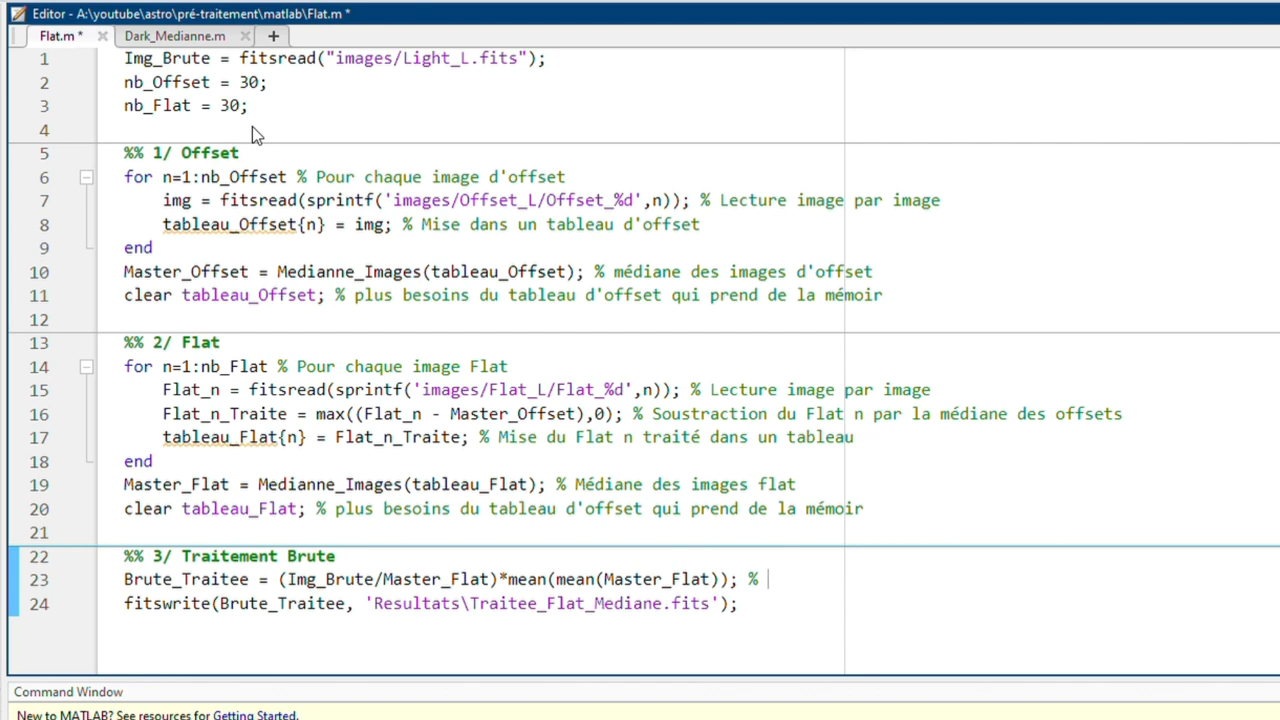 Editor - A:\youtube\astro\pré-traitement\matlab\Flat.m *
Flat.m * × Dark_Medianne.m × +
1 Img_Brute = fitsread("images/Light_L.fits");
2 nb_Offset = 30;
3 nb_Flat = 30;
4
5 %% 1/ Offset
6 for n=1:nb_Offset % Pour chaque image d'offset
7 img = fitsread(sprintf('images/Offset_L/Offset_%d',n)); % Lecture image par image
8 tableau_Offset{n} = img; % Mise dans un tableau d'offset
9 end
10 Master_Offset = Medianne_Images(tableau_Offset); % médiane des images d'offset
11 clear tableau_Offset; % plus besoins du tableau d'offset qui prend de la mémoir
12
13 %% 2/ Flat
14 for n=1:nb_Flat % Pour chaque image Flat
15 Flat_n = fitsread(sprintf('images/Flat_L/Flat_%d',n)); % Lecture image par image
16 Flat_n_Traite = max((Flat_n - Master_Offset),0); % Soustraction du Flat n par la médiane des offsets
17 tableau_Flat{n} = Flat_n_Traite; % Mise du Flat n traité dans un tableau
18 end
19 Master_Flat = Medianne_Images(tableau_Flat); % Médiane des images flat
20 clear tableau_Flat; % plus besoins du tableau d'offset qui prend de la mémoir
21
22 %% 3/ Traitement Brute
23 Brute_Traitee = (Img_Brute/Master_Flat)*mean(mean(Master_Flat)); %
24 fitswrite(Brute_Traitee, 'Resultats\Traitee_Flat_Mediane.fits');
Command Window
New to MATLAB? See resources for Getting Started.